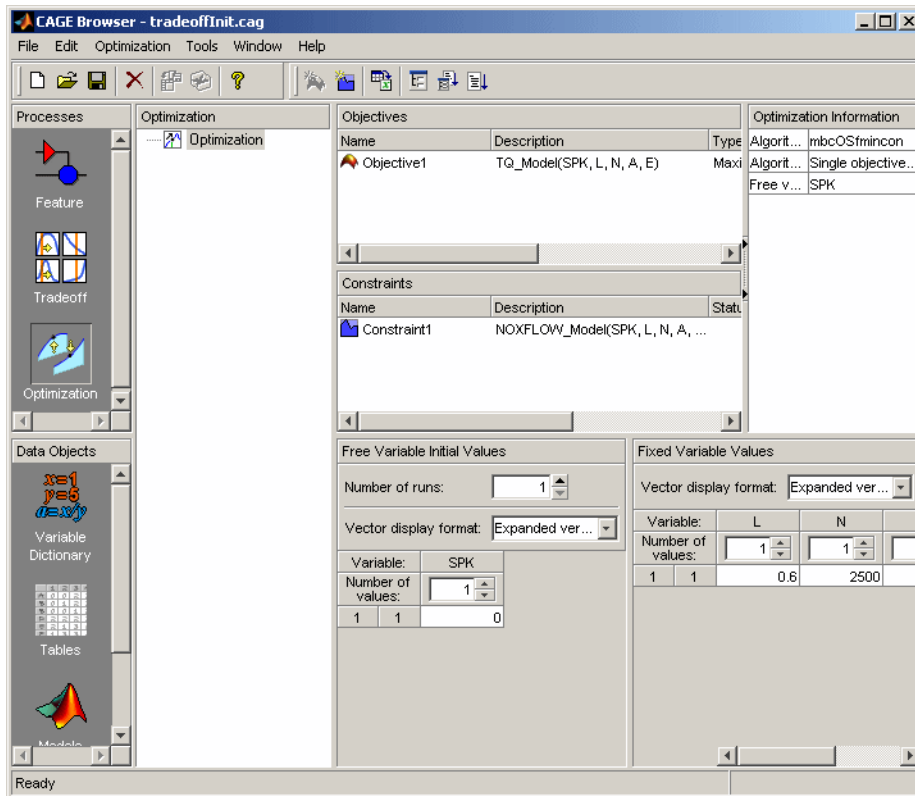 CAGE Browser - tradeoffInit.cag
File Edit Optimization Tools Window Help
Processes
Feature
Tradeoff
Optimization
Optimization
Optimization
Objectives
Name Description Type
Objective1 TQ_Model(SPK, L, N, A, E) Maxi
Constraints
Name Description Statu
Constraint1 NOXFLOW_Model(SPK, L, N, A, ...
Optimization Information
Algorit... mbcOSfmincon
Algorit... Single objective...
Free v... SPK
Data Objects
x=1
y=5
a=x/y
Variable
Dictionary
Tables
Models
Free Variable Initial Values
Number of runs: 1
Vector display format: Expanded ver...
Variable: SPK
Number of values: 1
1 1 0
Fixed Variable Values
Vector display format: Expanded ver...
Variable: L N
Number of values: 1 1
1 1 0.6 2500
Ready